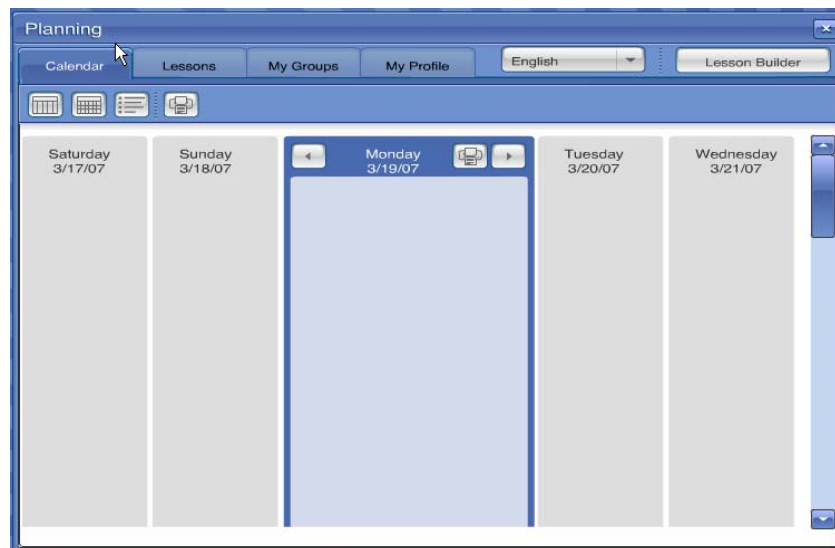 Planning
Calendar
Lessons
My Groups
My Profile
English
Lesson Builder
Saturday
3/17/07
Sunday
3/18/07
Monday
3/19/07
Tuesday
3/20/07
Wednesday
3/21/07